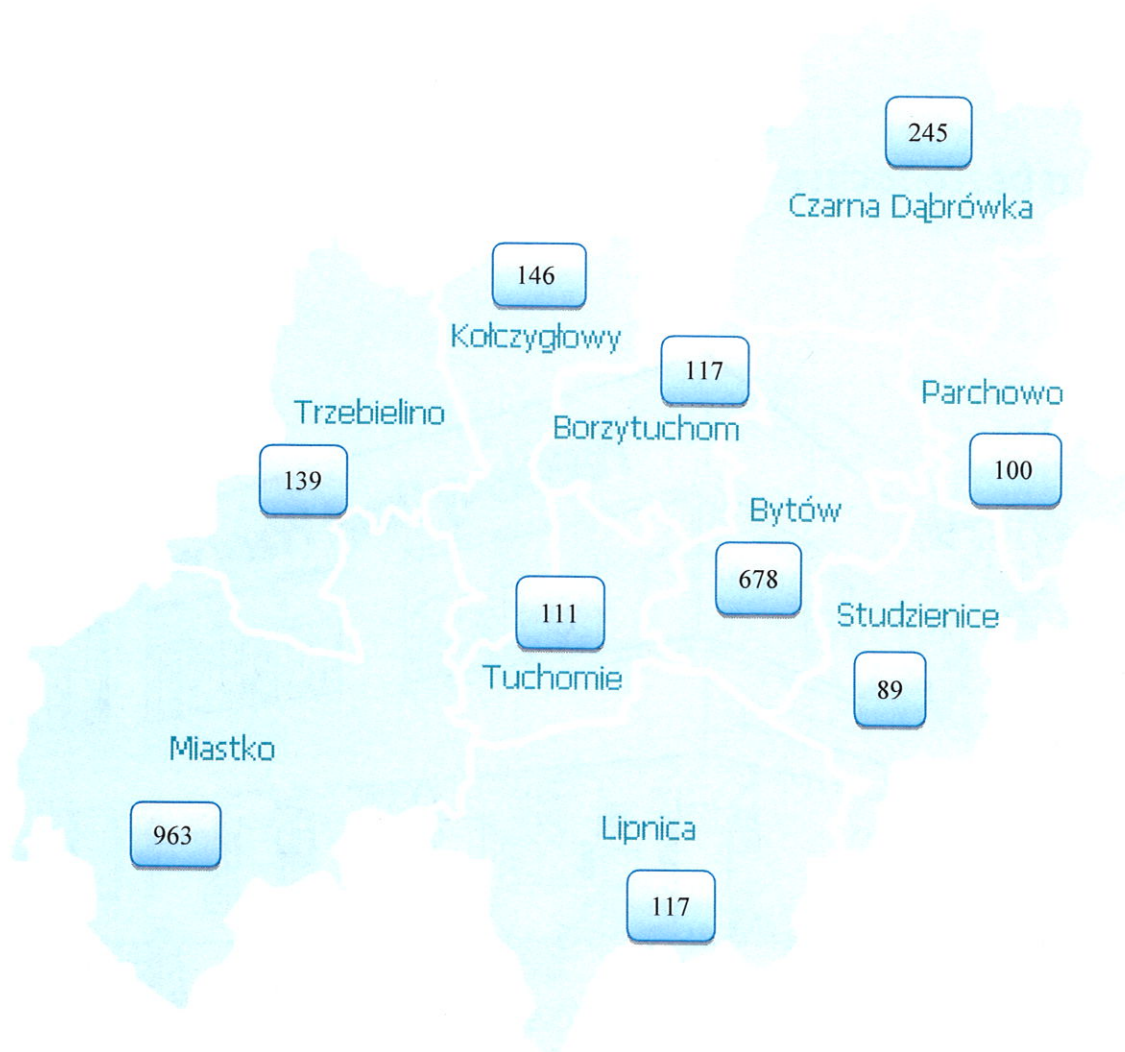 245
Czarna Dąbrówka
146
Kołczygłowy
117
Borzytuchom
Parchowo
100
Trzebielino
139
Bytów
678
111
Tuchomie
Studzienice
89
Miastko
963
Lipnica
117